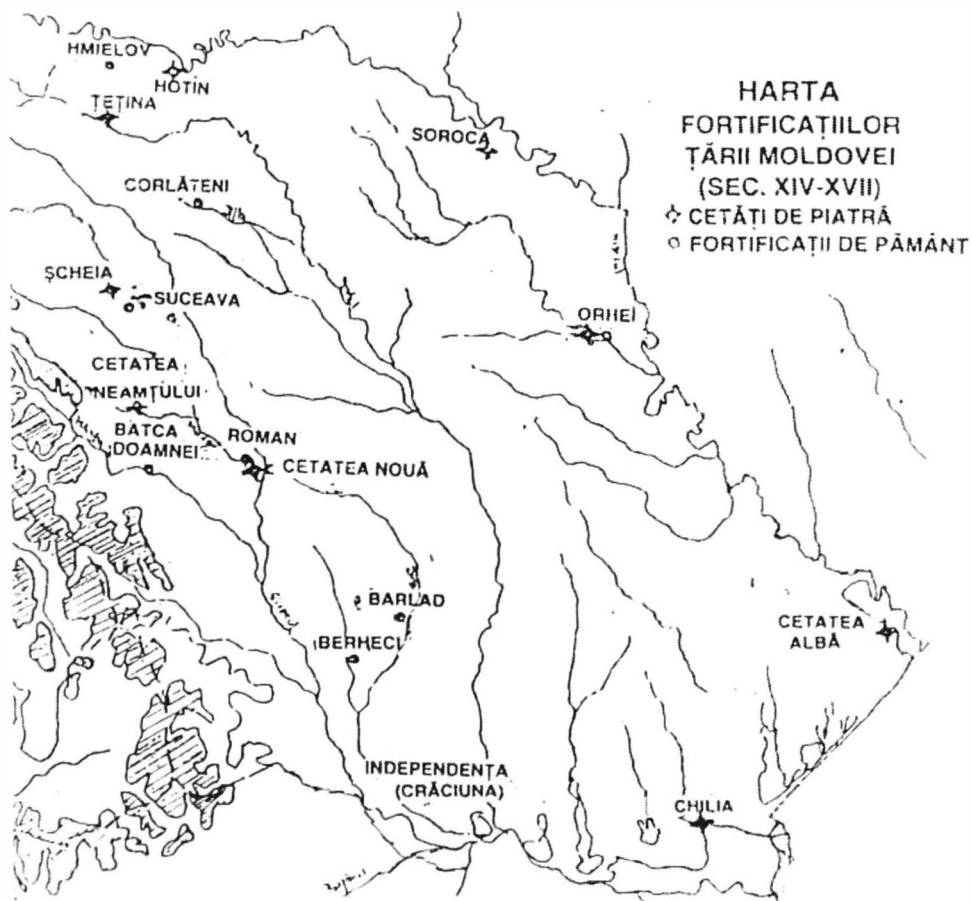 HMIELOV
HOTIN
ȚEȚINA
SOROCA
HARTA
FORTIFICAȚIILOR
ȚĂRII MOLDOVEI
(SEC. XIV-XVII)
CETĂȚI DE PIATRĂ
FORTIFICAȚII DE PĂMÂNT
CORLĂTENI
ȘCHEIA
SUCEAVA
ORHEI
CETATEA
NEAMȚULUI
BÂTCA
DOAMNEI
ROMAN
CETATEA NOUĂ
BÂRLAD
BERHECI
CETATEA
ALBĂ
INDEPENDENȚA
(CRĂCIUNA)
CHILIA